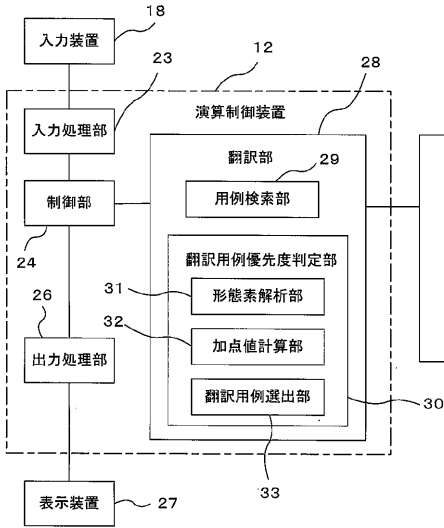 入力装置
18
23
12
入力処理部
演算制御装置
28
翻訳部
29
用例検索部
制御部
24
翻訳用例優先度判定部
31
形態素解析部
26
32
加点値計算部
出力処理部
翻訳用例選出部
30
33
表示装置
27